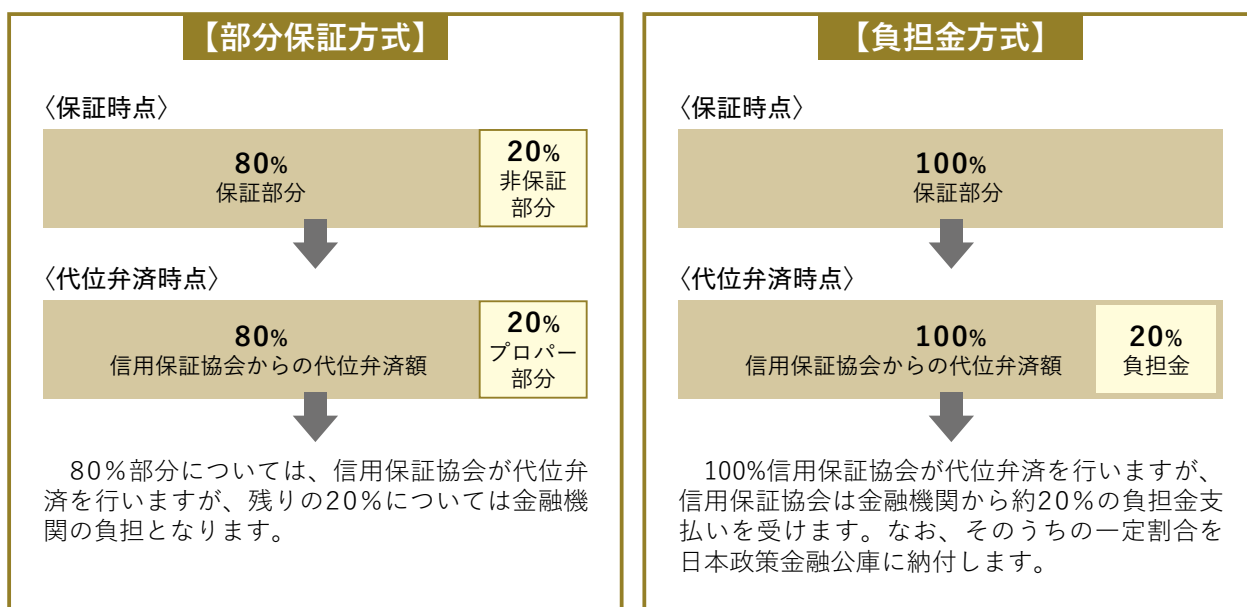 【部分保証方式】
〈保証時点〉
80%
保証部分
20%
非保証
部分
〈代位弁済時点〉
80%
信用保証協会からの代位弁済額
20%
プロパー
部分
80%部分については、信用保証協会が代位弁
済を行いますが、残りの20%については金融機
関の負担となります。
【負担金方式】
〈保証時点〉
100%
保証部分
〈代位弁済時点〉
100%
信用保証協会からの代位弁済額
20%
負担金
100%信用保証協会が代位弁済を行いますが、
信用保証協会は金融機関から約20%の負担金支
払いを受けます。なお、そのうちの一定割合を
日本政策金融公庫に納付します。